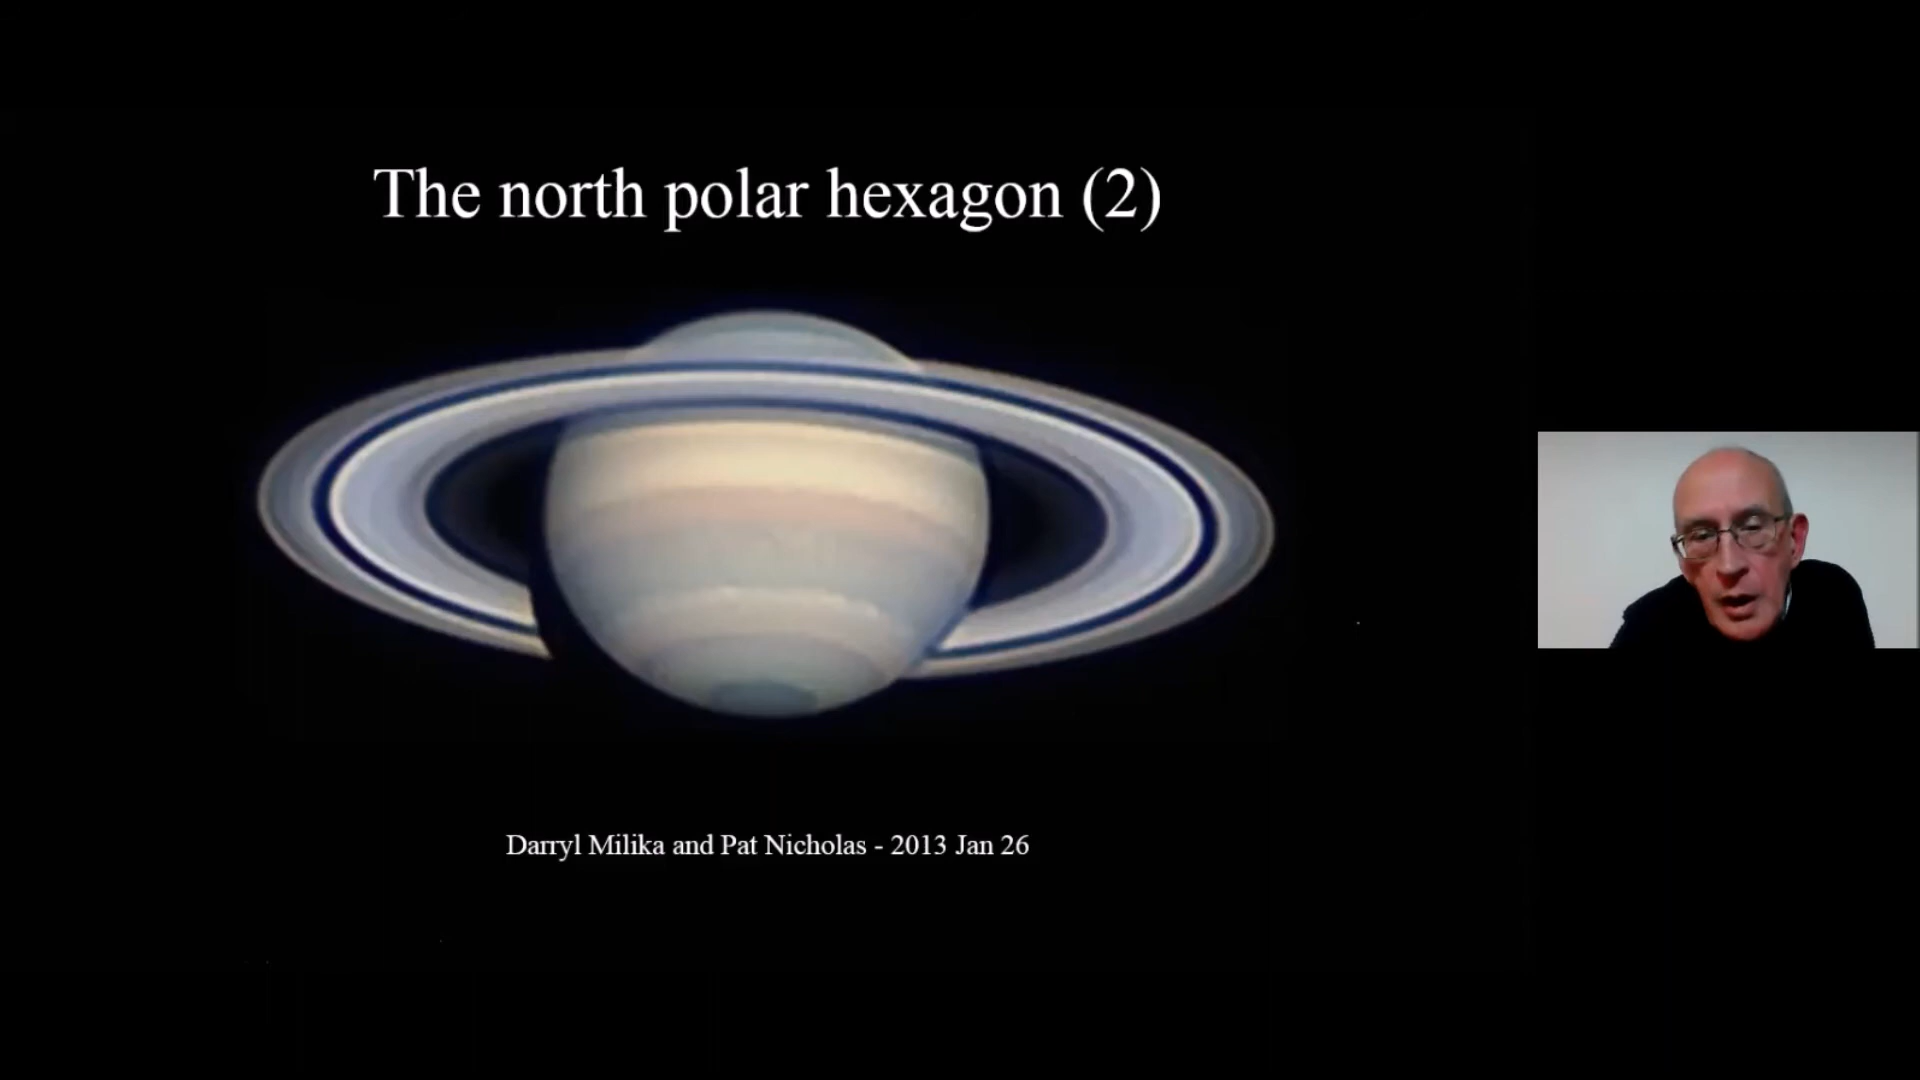 The north polar hexagon (2)
Darryl Milika and Pat Nicholas - 2013 Jan 26